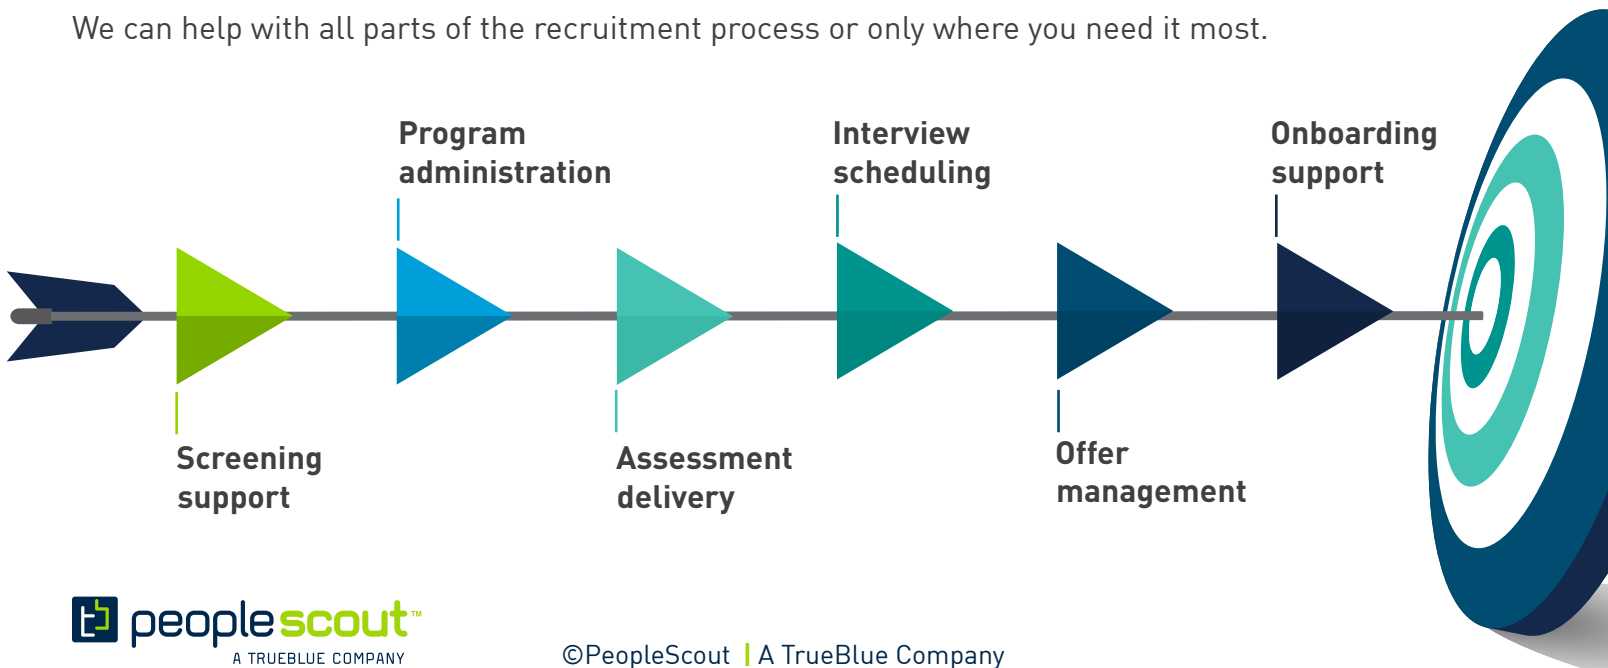 We can help with all parts of the recruitment process or only where you need it most.
Program
administration
Interview
scheduling
Onboarding
support
Screening
support
Assessment
delivery
Offer
management
peoplescout™
A TRUEBLUE COMPANY
©PeopleScout | A TrueBlue Company